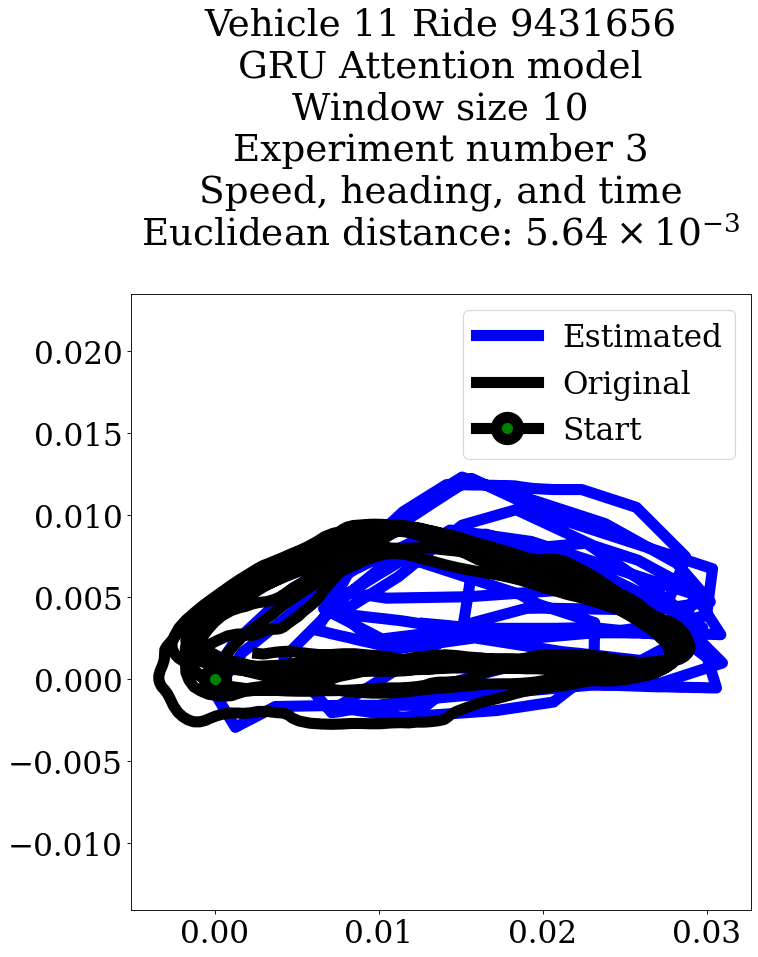 Vehicle 11 Ride 9431656
GRU Attention model
Window size 10
Experiment number 3
Speed, heading, and time
Euclidean distance: 5.64 × 10⁻³
Estimated
Original
Start
0.020
0.015
0.010
0.005
0.000
−0.005
−0.010
0.00 0.01 0.02 0.03